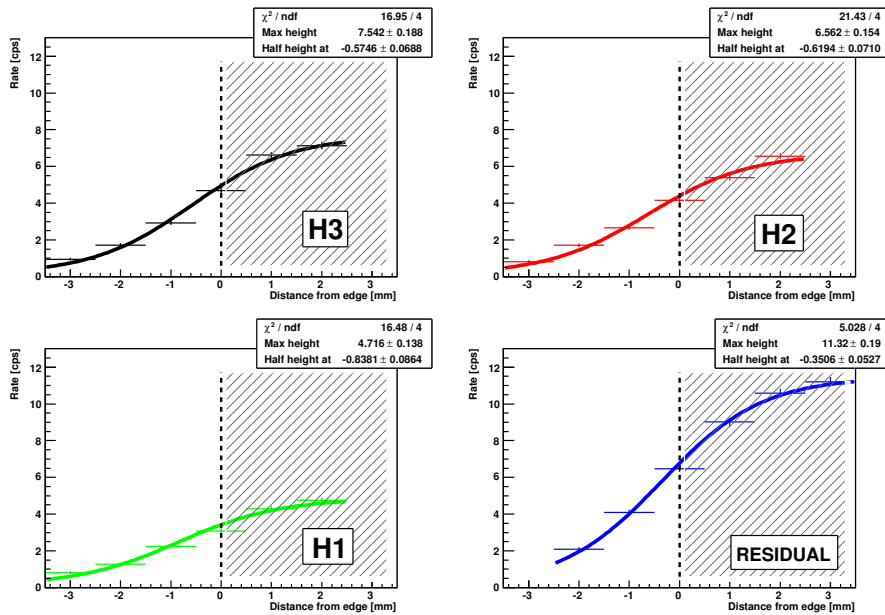 χ² / ndf 16.95 / 4
Max height 7.542 ± 0.188
Half height at -0.5746 ± 0.0688
Rate [cps]
12
10
8
6
4
2
0
H3
-3 -2 -1 0 1 2 3
Distance from edge [mm]
χ² / ndf 21.43 / 4
Max height 6.562 ± 0.154
Half height at -0.6194 ± 0.0710
Rate [cps]
12
10
8
6
4
2
0
H2
-3 -2 -1 0 1 2 3
Distance from edge [mm]
χ² / ndf 16.48 / 4
Max height 4.716 ± 0.138
Half height at -0.8381 ± 0.0864
Rate [cps]
12
10
8
6
4
2
0
H1
-3 -2 -1 0 1 2 3
Distance from edge [mm]
χ² / ndf 5.028 / 4
Max height 11.32 ± 0.19
Half height at -0.3506 ± 0.0527
Rate [cps]
12
10
8
6
4
2
0
RESIDUAL
-3 -2 -1 0 1 2 3
Distance from edge [mm]